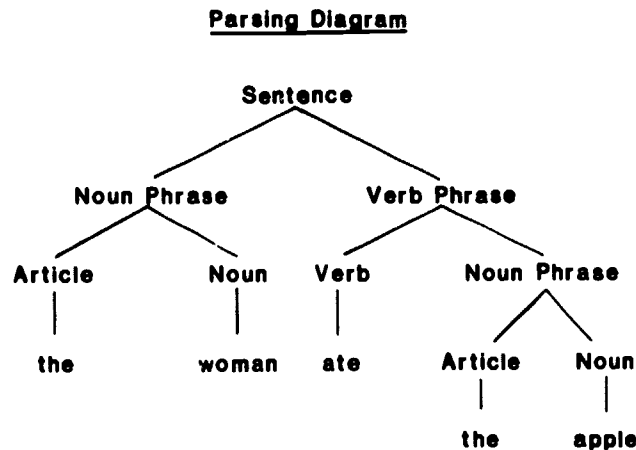 Parsing Diagram
Sentence
Noun Phrase Verb Phrase
Article Noun Verb Noun Phrase
the woman ate Article Noun
the apple